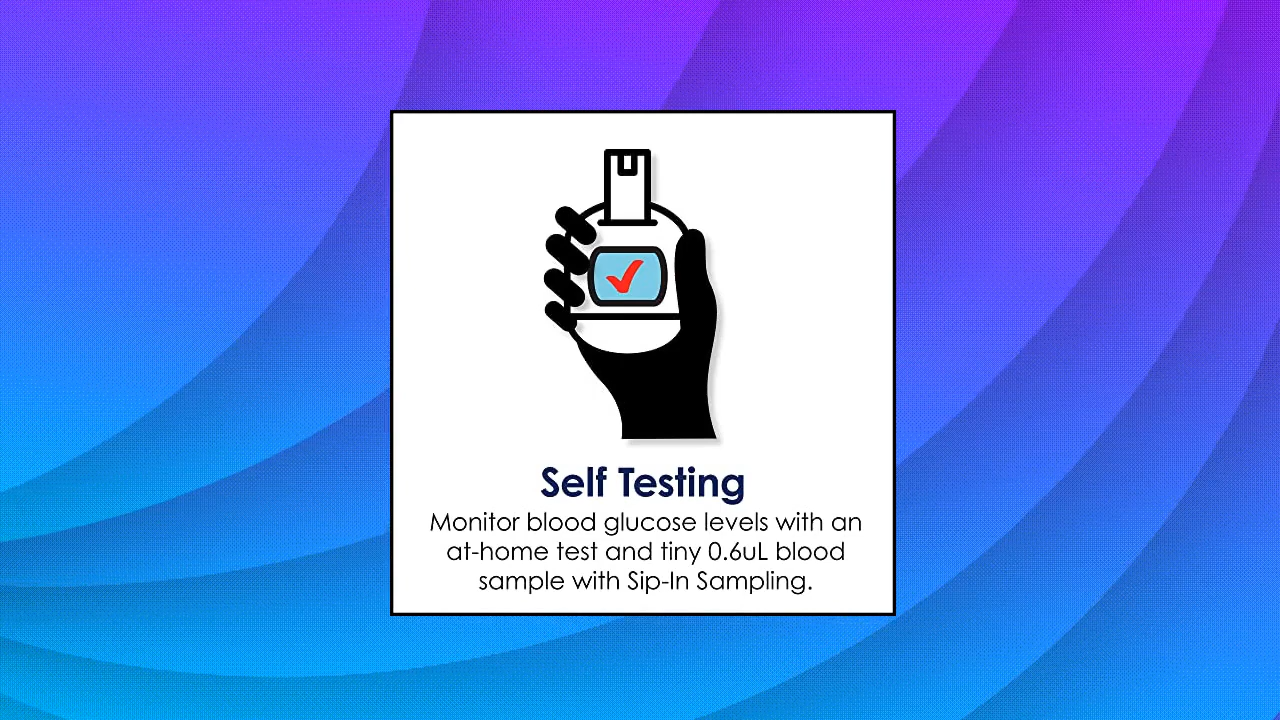 Self Testing
Monitor blood glucose levels with an
at-home test and tiny 0.6uL blood
sample with Sip-In Sampling.